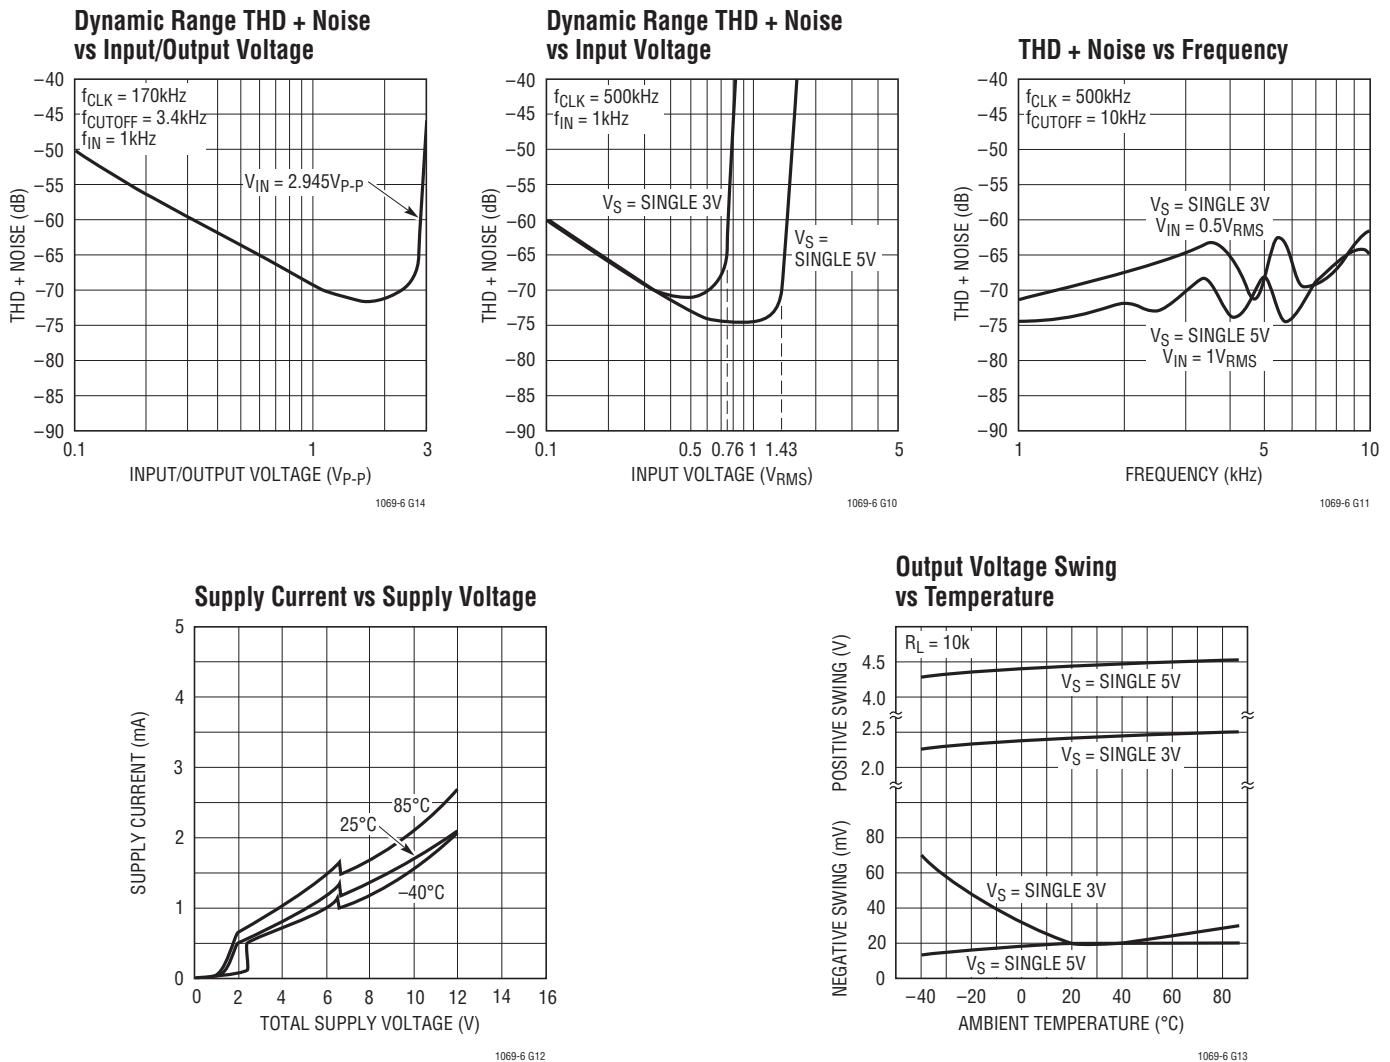 Dynamic Range THD + Noise
vs Input/Output Voltage
−40
−45
−50
−55
−60
−65
−70
−75
−80
−85
−90
THD + NOISE (dB)
fCLK = 170kHz
fCUTOFF = 3.4kHz
fIN = 1kHz
VIN = 2.945VP-P
0.1
1
3
INPUT/OUTPUT VOLTAGE (VP-P)
1069-6 G14
Dynamic Range THD + Noise
vs Input Voltage
−40
−45
−50
−55
−60
−65
−70
−75
−80
−85
−90
THD + NOISE (dB)
fCLK = 500kHz
fIN = 1kHz
VS = SINGLE 3V
VS =
SINGLE 5V
0.1
0.5
0.76
1
1.43
5
INPUT VOLTAGE (VRMS)
1069-6 G10
THD + Noise vs Frequency
−40
−45
−50
−55
−60
−65
−70
−75
−80
−85
−90
THD + NOISE (dB)
fCLK = 500kHz
fCUTOFF = 10kHz
VS = SINGLE 3V
VIN = 0.5VRMS
VS = SINGLE 5V
VIN = 1VRMS
1
5
10
FREQUENCY (kHz)
1069-6 G11
Supply Current vs Supply Voltage
5
4
3
2
1
0
SUPPLY CURRENT (mA)
85°C
25°C
−40°C
0 2 4 6 8 10 12 14 16
TOTAL SUPPLY VOLTAGE (V)
1069-6 G12
Output Voltage Swing
vs Temperature
RL = 10k
POSITIVE SWING (V)
4.5
4.0
2.5
2.0
VS = SINGLE 5V
VS = SINGLE 3V
NEGATIVE SWING (mV)
80
60
40
20
0
VS = SINGLE 3V
VS = SINGLE 5V
−40 −20 0 20 40 60 80
AMBIENT TEMPERATURE (°C)
1069-6 G13